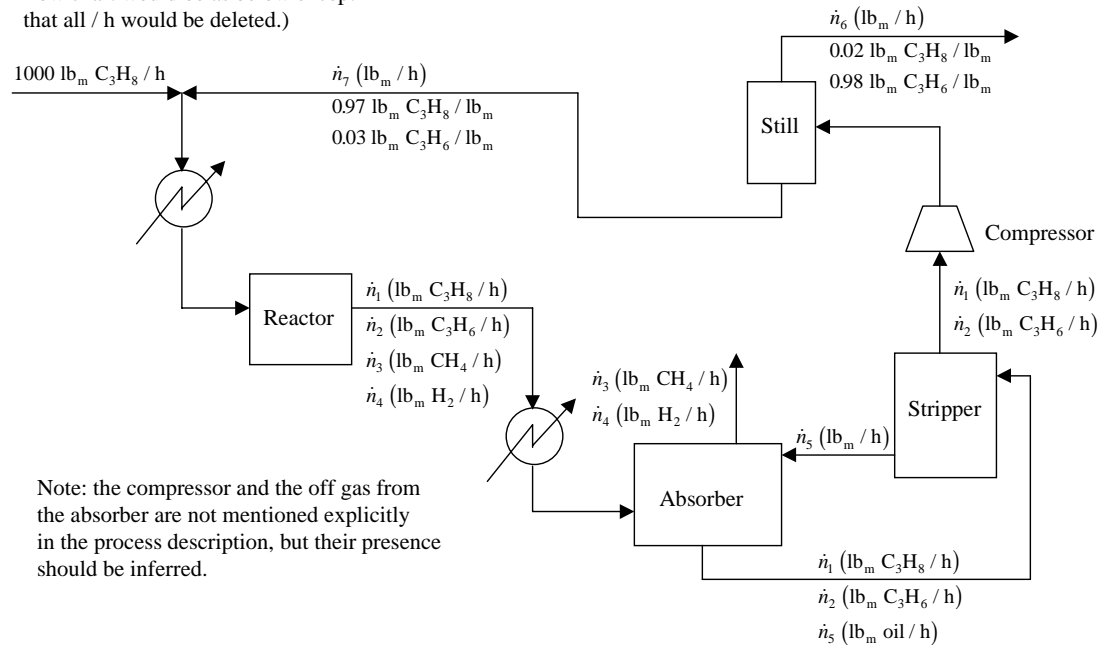 that all / h would be deleted.)
ṅ₆ (lbₘ / h)
0.02 lbₘ C₃H₈ / lbₘ
0.98 lbₘ C₃H₆ / lbₘ
1000 lbₘ C₃H₈ / h
ṅ₇ (lbₘ / h)
0.97 lbₘ C₃H₈ / lbₘ
0.03 lbₘ C₃H₆ / lbₘ
Still
Compressor
Reactor
ṅ₁ (lbₘ C₃H₈ / h)
ṅ₂ (lbₘ C₃H₆ / h)
ṅ₃ (lbₘ CH₄ / h)
ṅ₄ (lbₘ H₂ / h)
ṅ₁ (lbₘ C₃H₈ / h)
ṅ₂ (lbₘ C₃H₆ / h)
ṅ₃ (lbₘ CH₄ / h)
ṅ₄ (lbₘ H₂ / h)
Stripper
ṅ₅ (lbₘ / h)
Absorber
Note: the compressor and the off gas from
the absorber are not mentioned explicitly
in the process description, but their presence
should be inferred.
ṅ₁ (lbₘ C₃H₈ / h)
ṅ₂ (lbₘ C₃H₆ / h)
ṅ₅ (lbₘ oil / h)